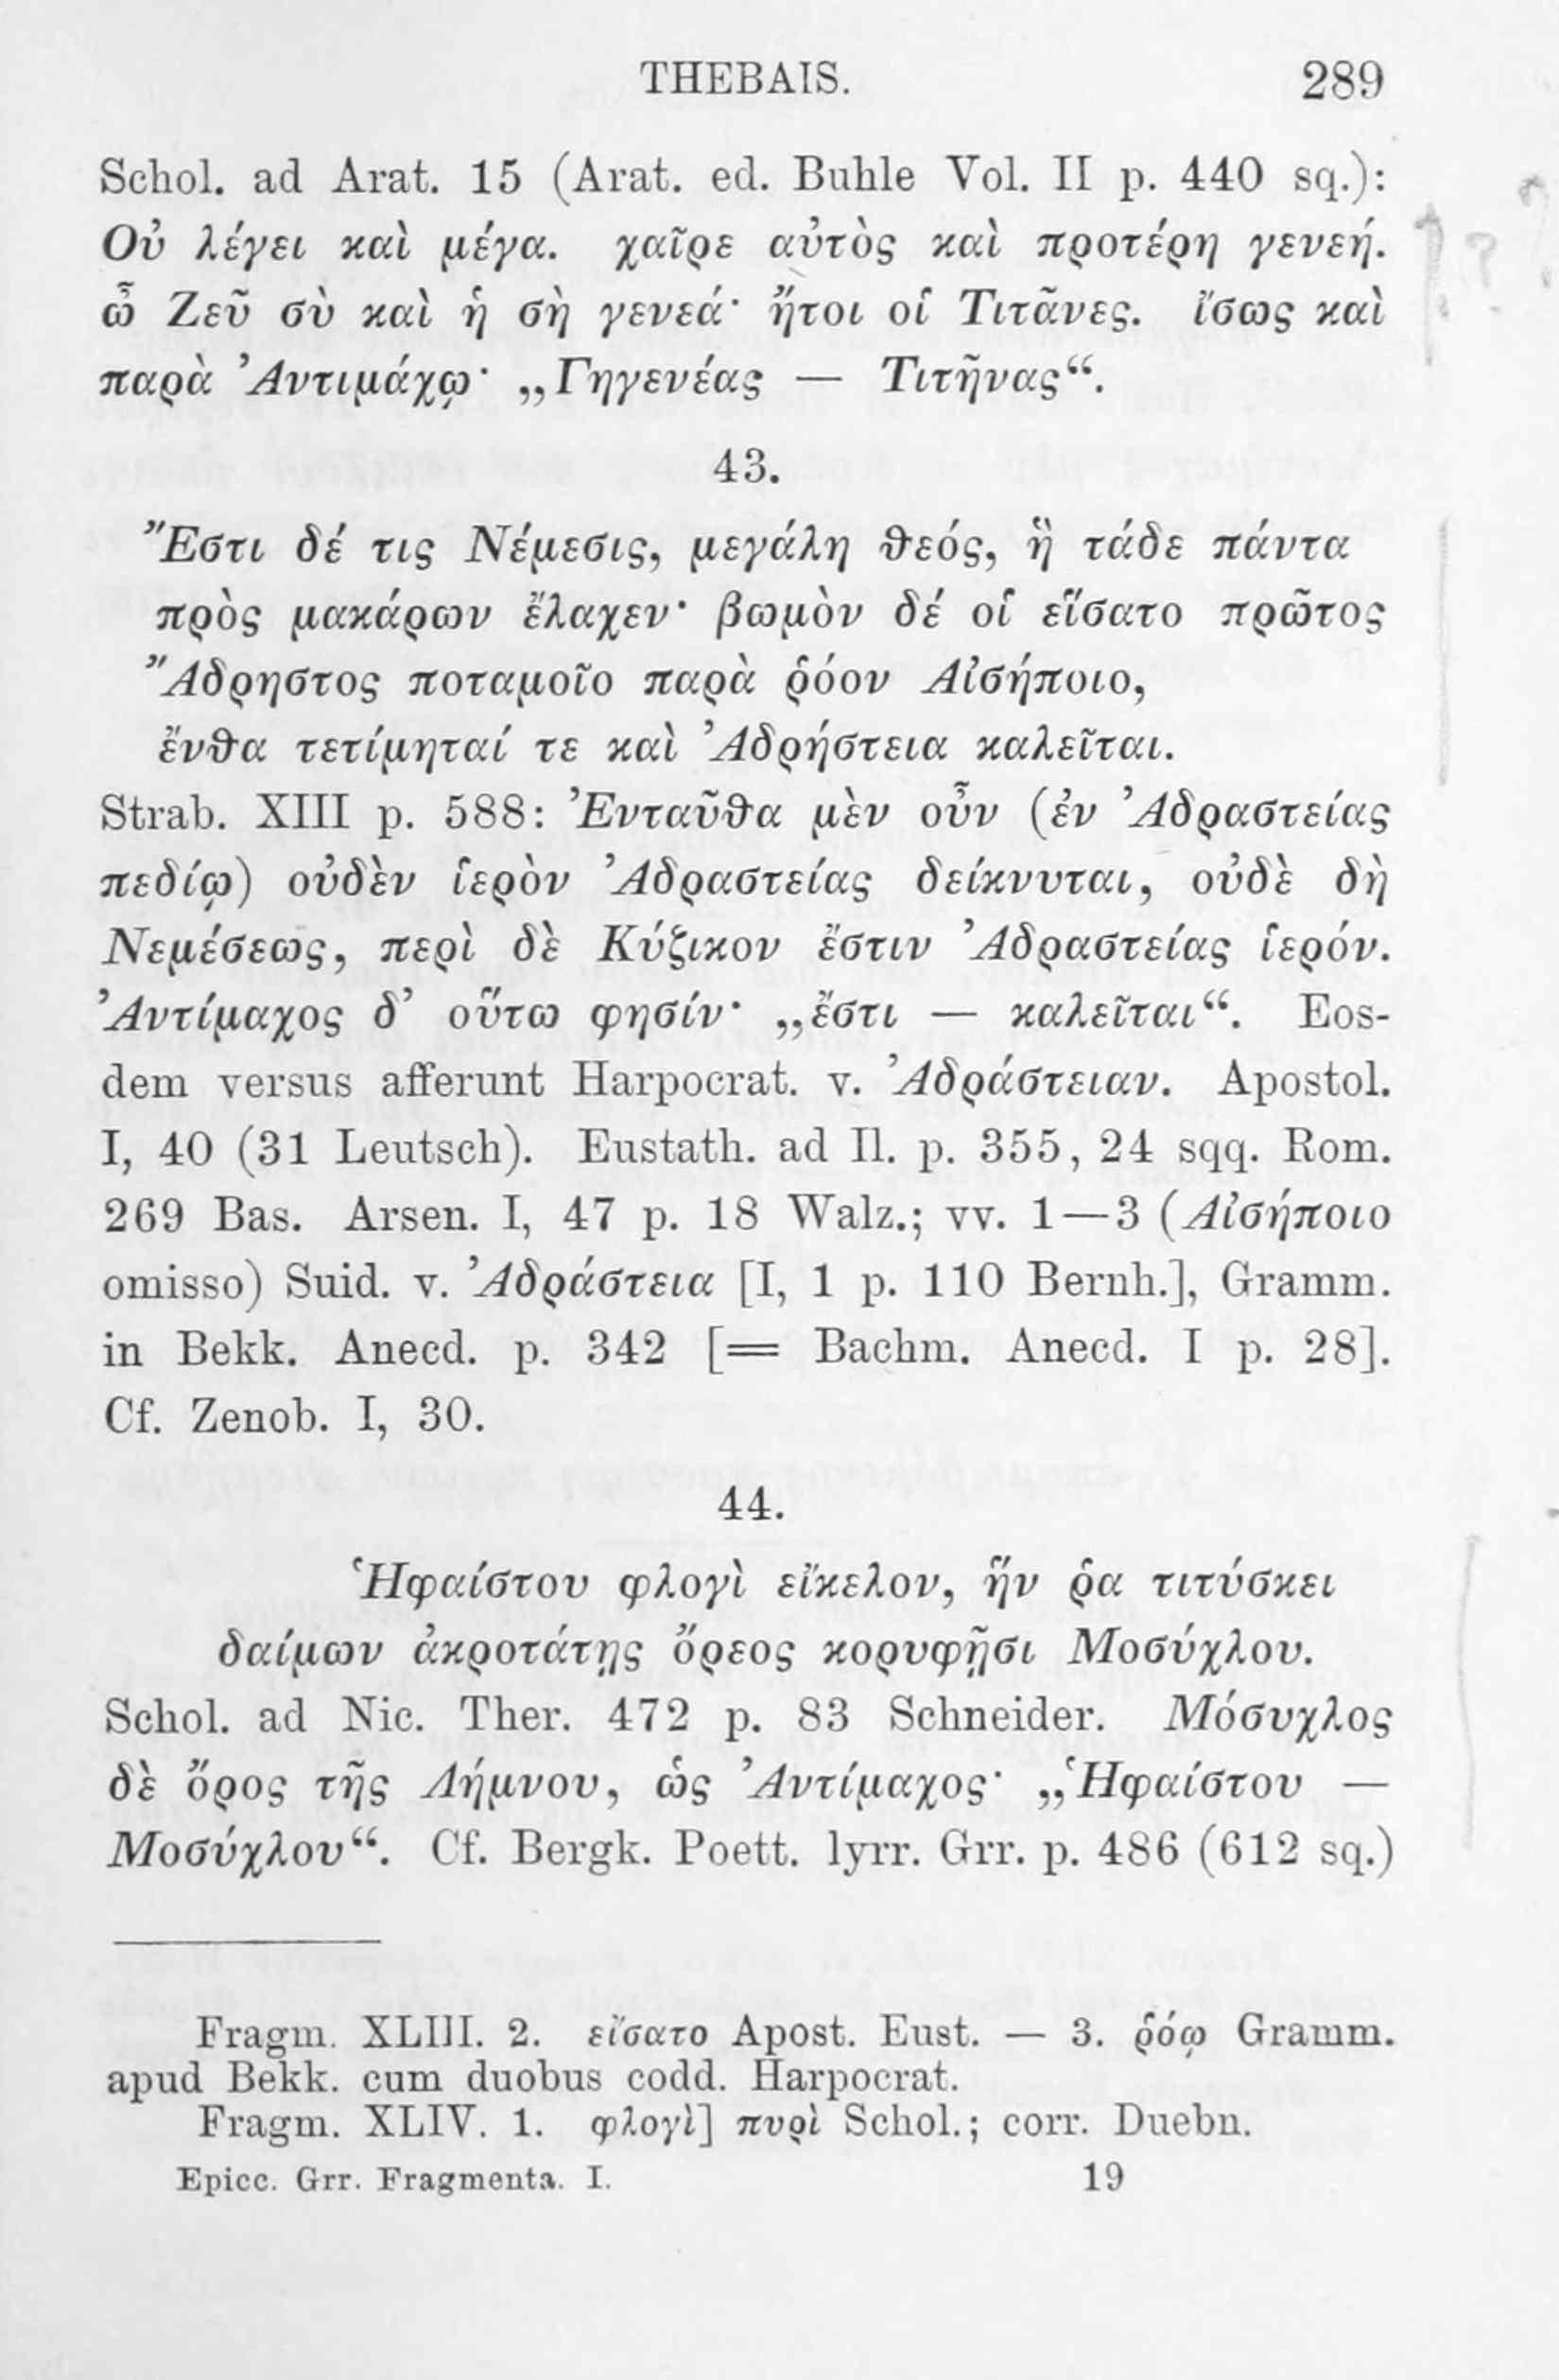 THEBAIS. 289
Schol. ad Arat. 15 (Arat. ed. Buhle Vol. II p. 440 sq.):
Οὐ λέγει καὶ μέγα. χαῖρε αὐτὸς καὶ προτέρη γενεή.
ὦ Ζεῦ σὺ καὶ ἡ σὴ γενεά· ἤτοι οἱ Τιτᾶνες. ἴσως καὶ
παρὰ Ἀντιμάχῳ· „Γηγενέας — Τιτῆνας“.
43.
Ἔστι δέ τις Νέμεσις, μεγάλη θεός, ἣ τάδε πάντα
πρὸς μακάρων ἔλαχεν· βωμὸν δέ οἱ εἵσατο πρῶτος
Ἄδρηστος ποταμοῖο παρὰ ῥόον Αἰσήποιο,
ἔνθα τετίμηταί τε καὶ Ἀδρήστεια καλεῖται.
Strab. XIII p. 588: Ἐνταῦθα μὲν οὖν (ἐν Ἀδραστείας
πεδίῳ) οὐδὲν ἱερὸν Ἀδραστείας δείκνυται, οὐδὲ δὴ
Νεμέσεως, περὶ δὲ Κύζικον ἔστιν Ἀδραστείας ἱερόν.
Ἀντίμαχος δ’ οὕτω φησίν· „ἔστι — καλεῖται“. Eos-
dem versus afferunt Harpocrat. v. Ἀδράστειαν. Apostol.
I, 40 (31 Leutsch). Eustath. ad Il. p. 355, 24 sqq. Rom.
269 Bas. Arsen. I, 47 p. 18 Walz.; vv. 1—3 (Αἰσήποιο
omisso) Suid. v. Ἀδράστεια [I, 1 p. 110 Bernh.], Gramm.
in Bekk. Anecd. p. 342 [= Bachm. Anecd. I p. 28].
Cf. Zenob. I, 30.
44.
Ἡφαίστου φλογὶ εἴκελον, ἥν ῥα τιτύσκει
δαίμων ἀκροτάτῃς ὄρεος κορυφῇσι Μοσύχλου.
Schol. ad Nic. Ther. 472 p. 83 Schneider. Μόσυχλος
δὲ ὄρος τῆς Λήμνου, ὡς Ἀντίμαχος· „Ἡφαίστου —
Μοσύχλου“. Cf. Bergk. Poett. lyrr. Grr. p. 486 (612 sq.)
Fragm. XLIII. 2. εἴσατο Apost. Eust. — 3. ῥόῳ Gramm.
apud Bekk. cum duobus codd. Harpocrat.
Fragm. XLIV. 1. φλογὶ] πυρὶ Schol.; corr. Duebn.
Epicc. Grr. Fragmenta. I. 19